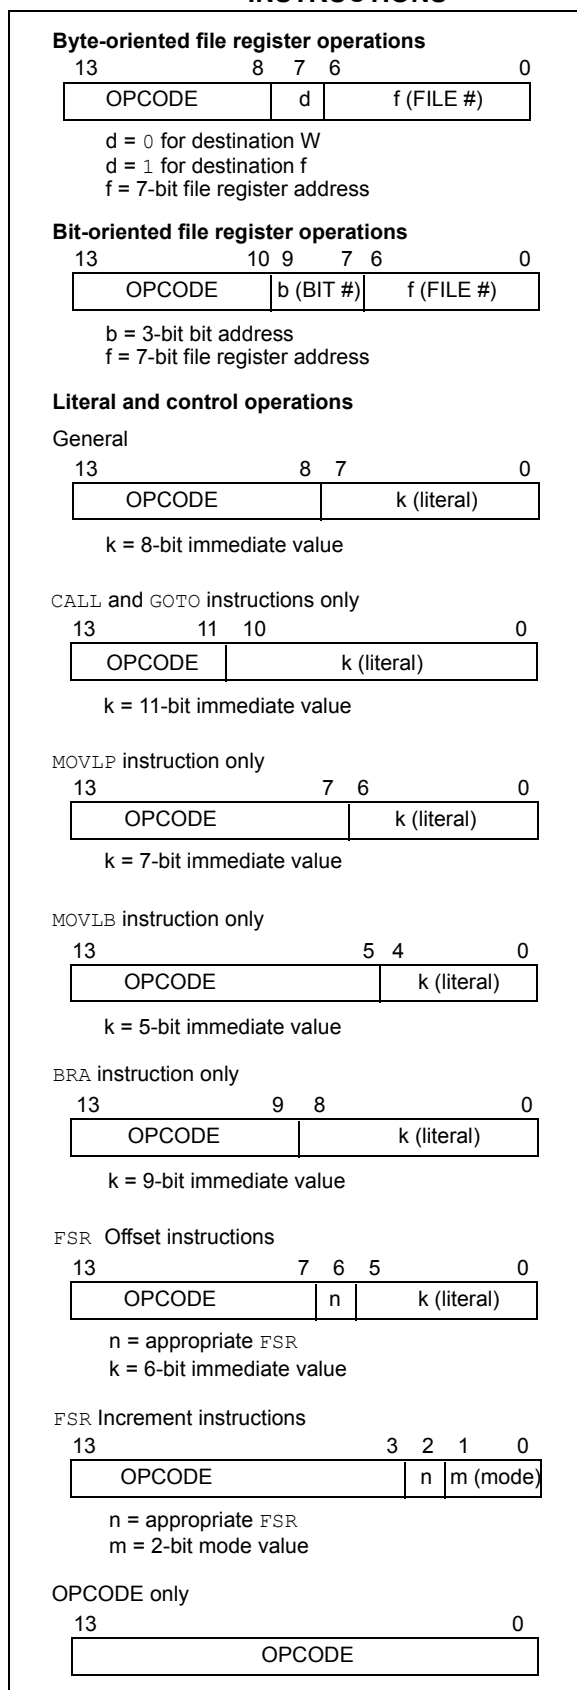 INSTRUCTIONS
Byte-oriented file register operations
13 8 7 6 0
OPCODE d f (FILE #)
d = 0 for destination W
d = 1 for destination f
f = 7-bit file register address
Bit-oriented file register operations
13 10 9 7 6 0
OPCODE b (BIT #) f (FILE #)
b = 3-bit bit address
f = 7-bit file register address
Literal and control operations
General
13 8 7 0
OPCODE k (literal)
k = 8-bit immediate value
CALL and GOTO instructions only
13 11 10 0
OPCODE k (literal)
k = 11-bit immediate value
MOVLP instruction only
13 7 6 0
OPCODE k (literal)
k = 7-bit immediate value
MOVLB instruction only
13 5 4 0
OPCODE k (literal)
k = 5-bit immediate value
BRA instruction only
13 9 8 0
OPCODE k (literal)
k = 9-bit immediate value
FSR Offset instructions
13 7 6 5 0
OPCODE n k (literal)
n = appropriate FSR
k = 6-bit immediate value
FSR Increment instructions
13 3 2 1 0
OPCODE n m (mode)
n = appropriate FSR
m = 2-bit mode value
OPCODE only
13 0
OPCODE